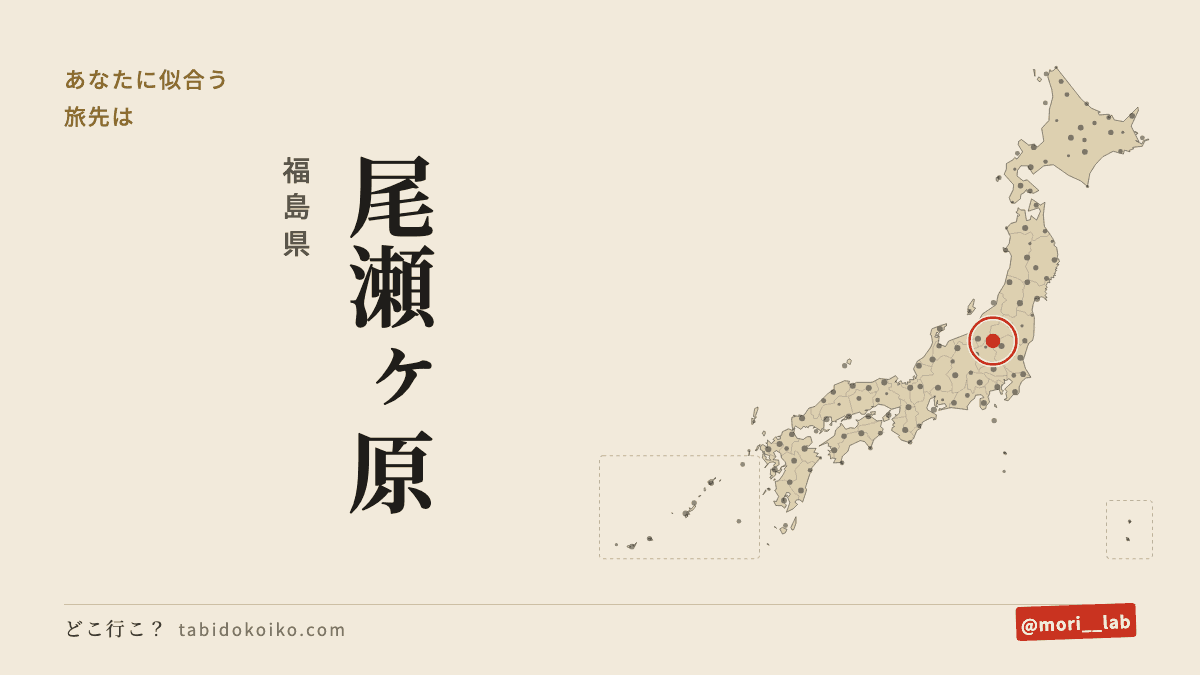 あなたに似合う
旅先は
尾瀬ヶ原
福島県
どこ行こ？ tabidokoiko.com
@mori__lab